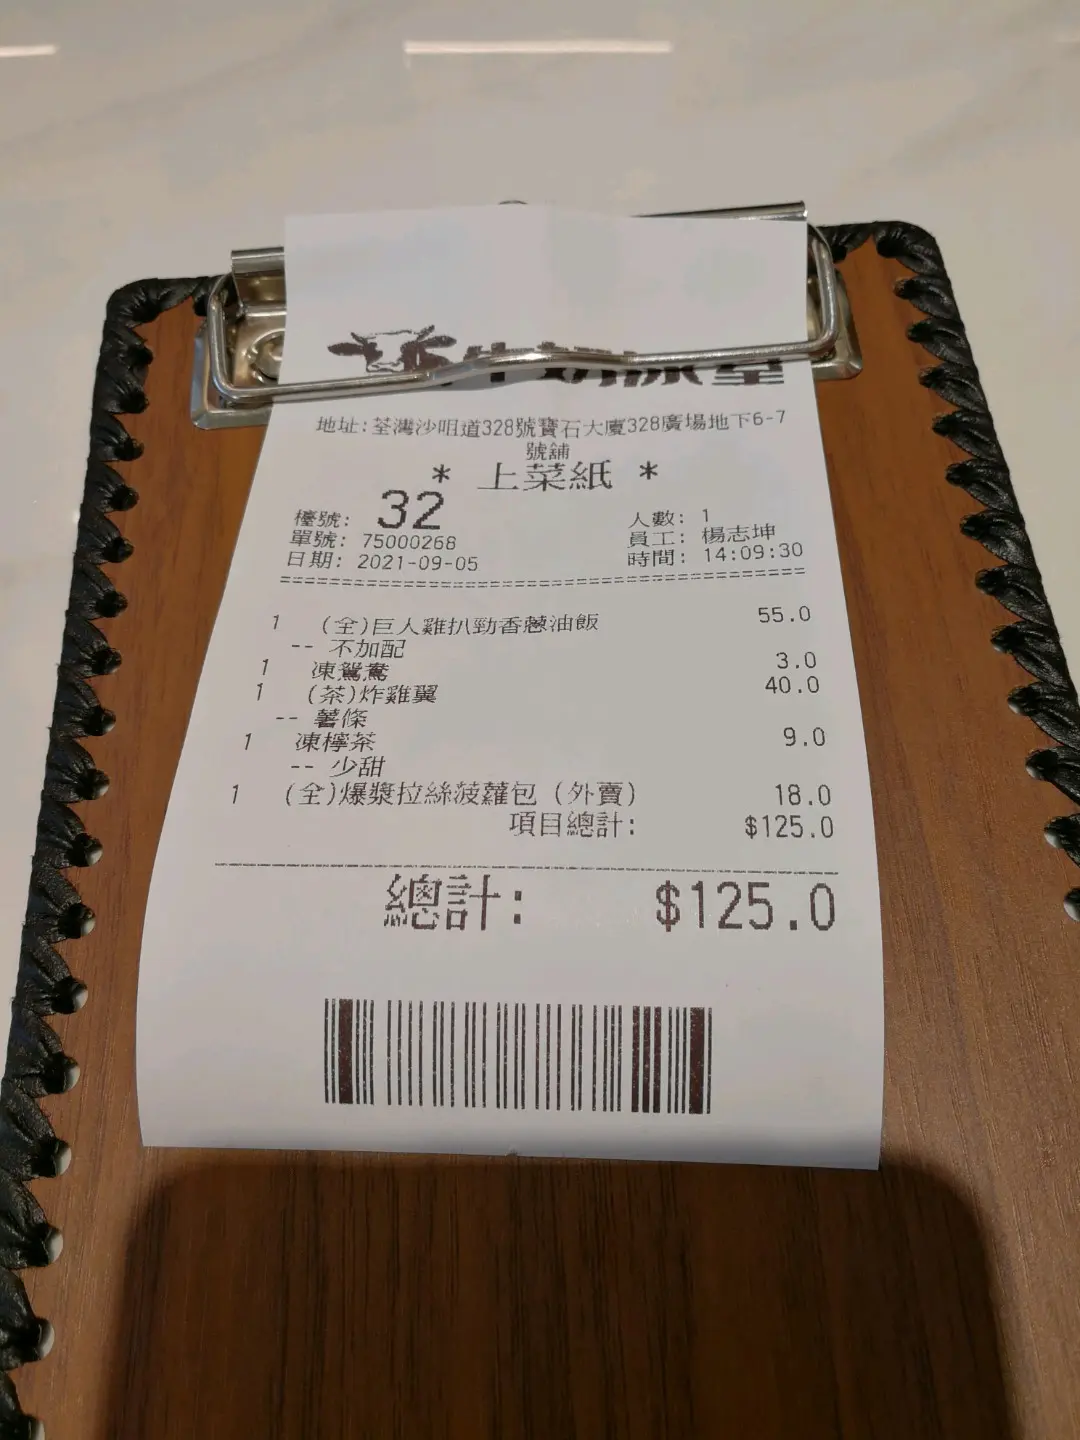 牛奶冰室
地址:荃灣沙咀道328號寶石大廈328廣場地下6-7
號舖
* 上菜紙 *
檯號: 32 人數: 1
單號: 75000268 員工: 楊志坤
日期: 2021-09-05 時間: 14:09:30
1 (全)巨人雞扒勁香蔥油飯 55.0
-- 不加配
1 凍鴛鴦 3.0
1 (茶)炸雞翼 40.0
-- 薯條
1 凍檸茶 9.0
-- 少甜
1 (全)爆漿拉絲菠蘿包 (外賣) 18.0
項目總計: $125.0
總計: $125.0